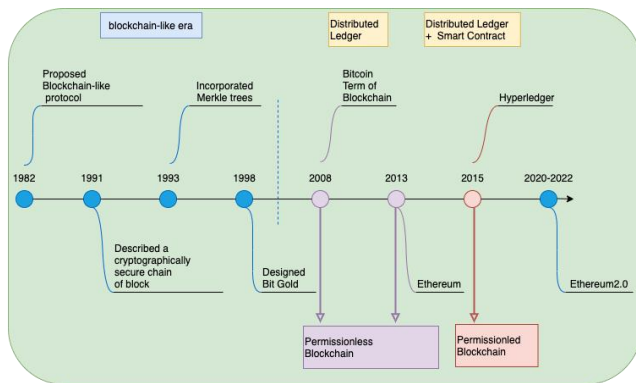 blockchain-like era
Distributed
Ledger
Distributed Ledger
+ Smart Contract
Proposed
Blockchain-like
protocol
Incorporated
Merkle trees
Bitcoin
Term of
Blockchain
Hyperledger
1982
1991
1993
1998
2008
2013
2015
2020-2022
Described a
cryptographically
secure chain
of block
Designed
Bit Gold
Ethereum
Ethereum2.0
Permissionless
Blockchain
Permissionled
Blockchain